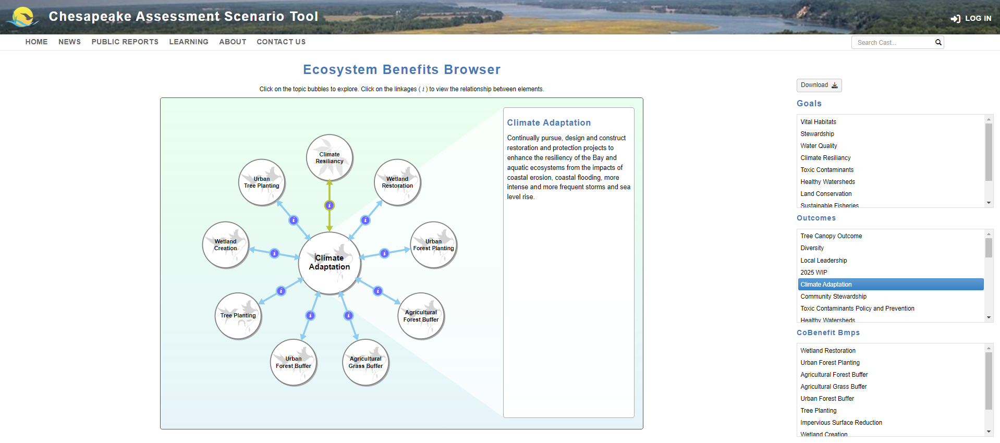 Chesapeake Assessment Scenario Tool
LOG IN
HOME NEWS PUBLIC REPORTS LEARNING ABOUT CONTACT US
Search Cast...
Ecosystem Benefits Browser
Click on the topic bubbles to explore. Click on the linkages ( i ) to view the relationship between elements.
Climate
Resiliancy
Urban
Tree Planting
Wetland
Restoration
Wetland
Creation
Urban
Forest Planting
Climate
Adaptation
Tree Planting
Agricultural
Forest Buffer
Urban
Forest Buffer
Agricultural
Grass Buffer
i
i
i
i
i
i
i
i
i
Climate Adaptation
Continually pursue, design and construct
restoration and protection projects to
enhance the resiliency of the Bay and
aquatic ecosystems from the impacts of
coastal erosion, coastal flooding, more
intense and more frequent storms and sea
level rise.
Download
Goals
Vital Habitats
Stewardship
Water Quality
Climate Resiliancy
Toxic Contaminants
Healthy Watersheds
Land Conservation
Sustainable Fisheries
Outcomes
Tree Canopy Outcome
Diversity
Local Leadership
2025 WIP
Climate Adaptation
Community Stewardship
Toxic Contaminants Policy and Prevention
Healthy Watersheds
CoBenefit Bmps
Wetland Restoration
Urban Forest Planting
Agricultural Forest Buffer
Agricultural Grass Buffer
Urban Forest Buffer
Tree Planting
Impervious Surface Reduction
Wetland Creation